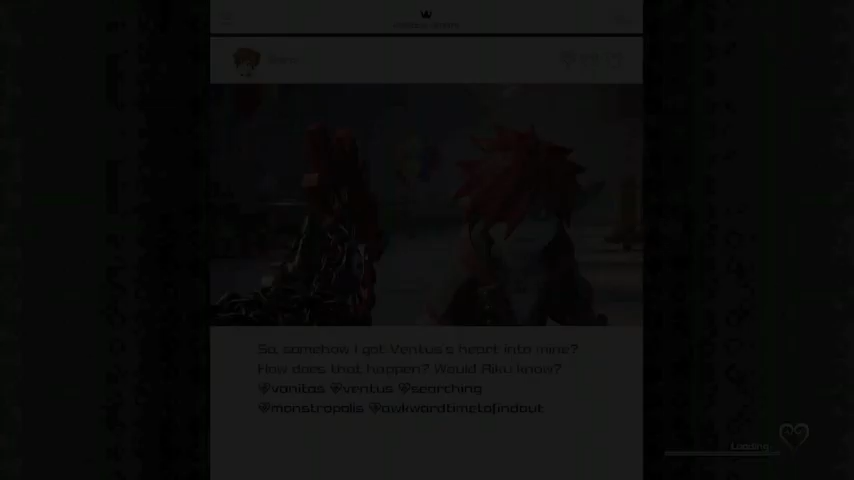 So, somehow I got Ventus's heart into mine?
How does that happen? Would Riku know?
vanitas ventus searching
monstropolis awkwardtimetofindout
Loading